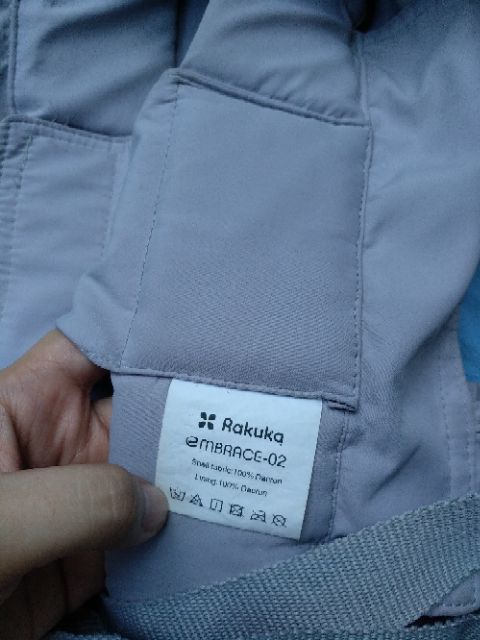 Rakuka
eMBRACE-02
Shell fabric:100% Dacron
Lining:100% Dacron